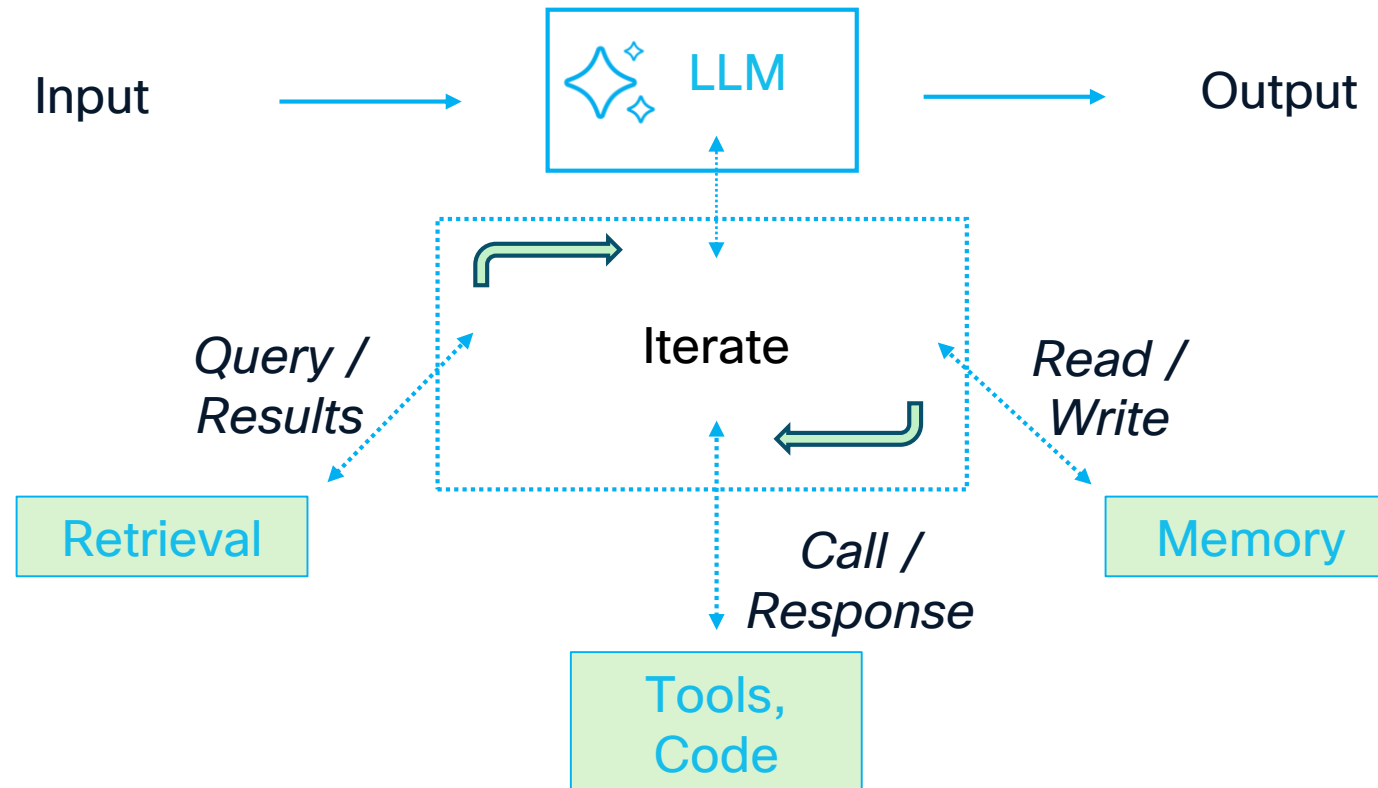 LLM
Input
Output
Iterate
Query /
Results
Read /
Write
Retrieval
Call /
Response
Memory
Tools,
Code